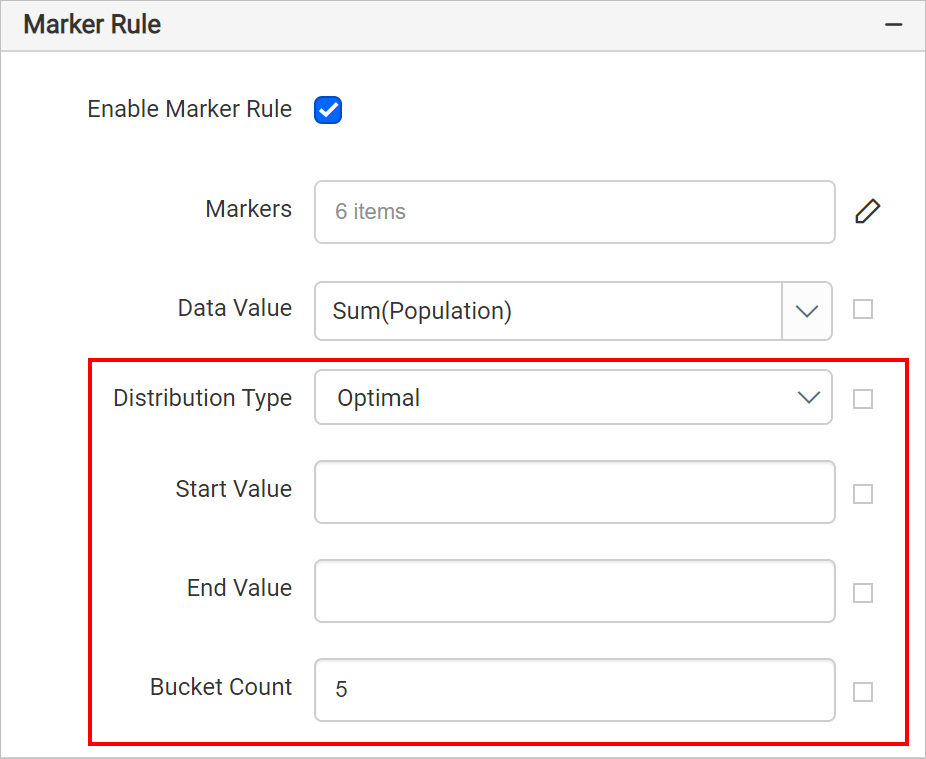 Marker Rule
Enable Marker Rule
Markers 6 items
Data Value Sum(Population)
Distribution Type Optimal
Start Value
End Value
Bucket Count 5